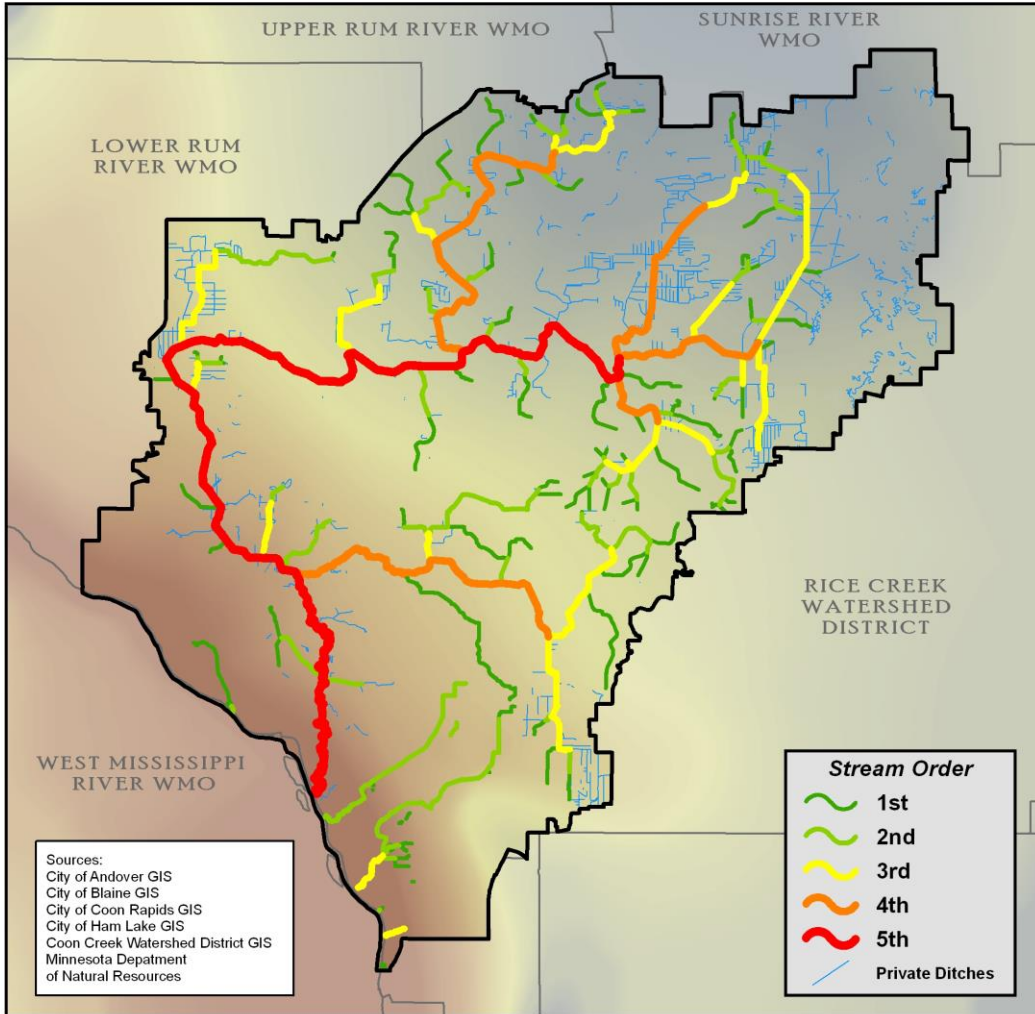 UPPER RUM RIVER WMO
SUNRISE RIVER
WMO
LOWER RUM
RIVER WMO
RICE CREEK
WATERSHED
DISTRICT
WEST MISSISSIPPI
RIVER WMO
Stream Order
1st
2nd
3rd
4th
5th
Private Ditches
Sources:
City of Andover GIS
City of Blaine GIS
City of Coon Rapids GIS
City of Ham Lake GIS
Coon Creek Watershed District GIS
Minnesota Depatment
of Natural Resources